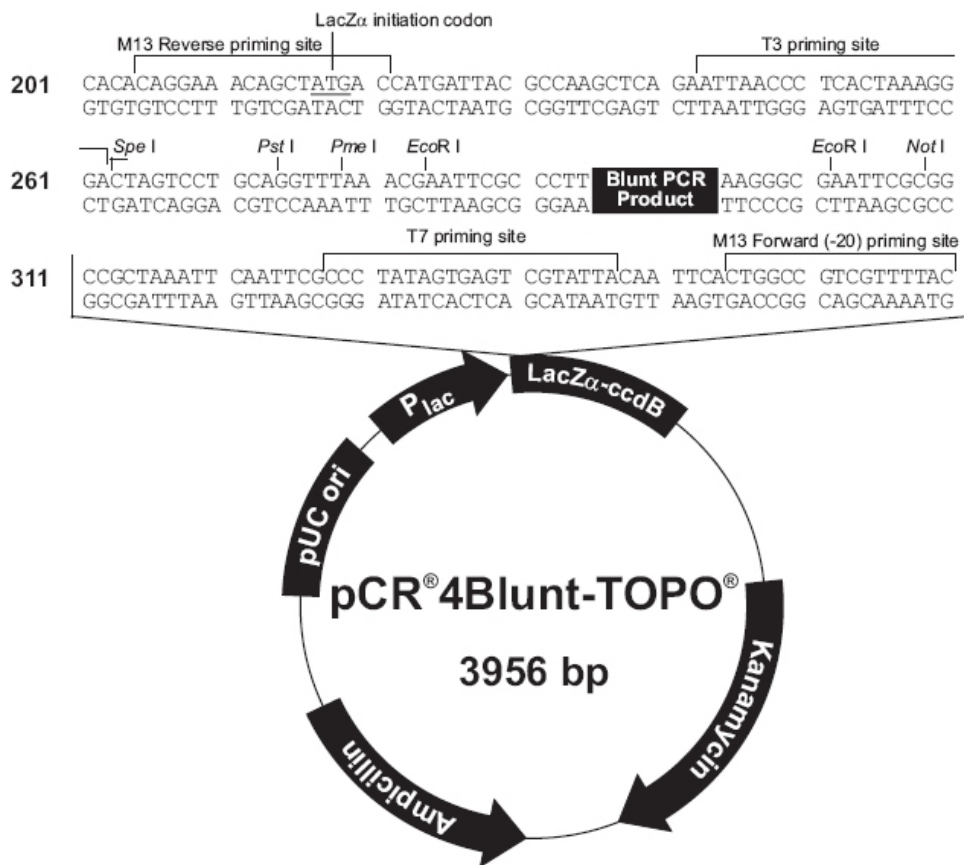 LacZα initiation codon
M13 Reverse priming site T3 priming site
201 CACACAGGAA ACAGCTATGA CCATGATTAC GCCAAGCTCA GAATTAACCC TCACTAAAGG
GTGTGTCCTT TGTCGATACT GGTACTAATG CGGTTCGAGT CTTAATTGGG AGTGATTTCC
Spe I Pst I Pme I EcoR I EcoR I Not I
261 GACTAGTCCT GCAGGTTTAA ACGAATTCGC CCTT Blunt PCR Product AAGGGC GAATTCGCGG
CTGATCAGGA CGTCCAAATT TGCTTAAGCG GGAA TTCCCG CTTAAGCGCC
T7 priming site M13 Forward (-20) priming site
311 CCGCTAAATT CAATTCGCCC TATAGTGAGT CGTATTACAA TTCACTGGCC GTCGTTTTAC
GGCGATTTAA GTTAAGCGGG ATATCACTCA GCATAATGTT AAGTGACCGG CAGCAAAATG
Plac
LacZα-ccdB
pUC ori
pCR®4Blunt-TOPO®
3956 bp
Kanamycin
Ampicillin